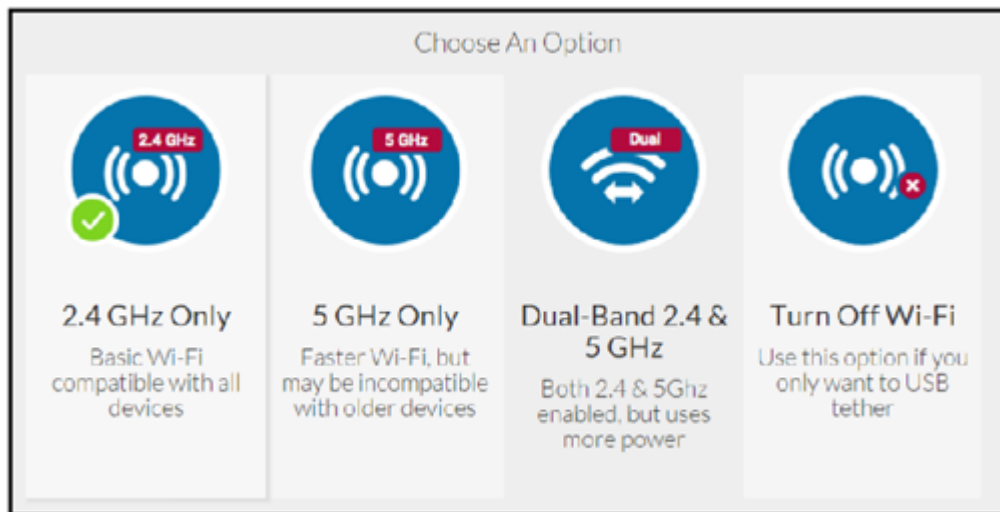 Choose An Option
2.4 GHz
5 GHz
Dual
2.4 GHz Only
Basic Wi-Fi
compatible with all
devices
5 GHz Only
Faster Wi-Fi, but
may be incompatible
with older devices
Dual-Band 2.4 &
5 GHz
Both 2.4 & 5Ghz
enabled, but uses
more power
Turn Off Wi-Fi
Use this option if you
only want to USB
tether